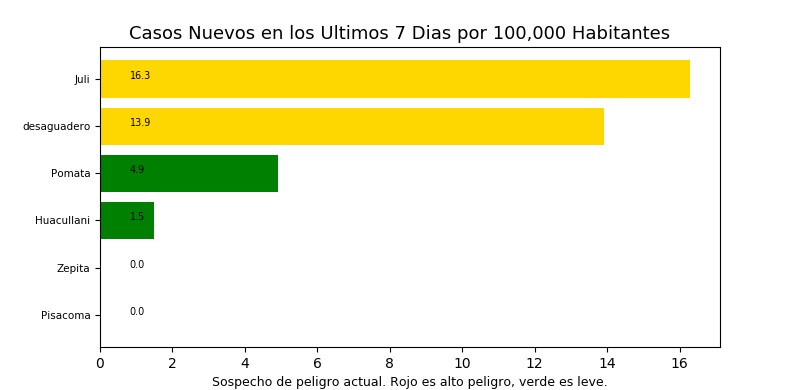 Casos Nuevos en los Ultimos 7 Dias por 100,000 Habitantes
Juli 16.3
desaguadero 13.9
Pomata 4.9
Huacullani 1.5
Zepita 0.0
Pisacoma 0.0
0 2 4 6 8 10 12 14 16
Sospecho de peligro actual. Rojo es alto peligro, verde es leve.